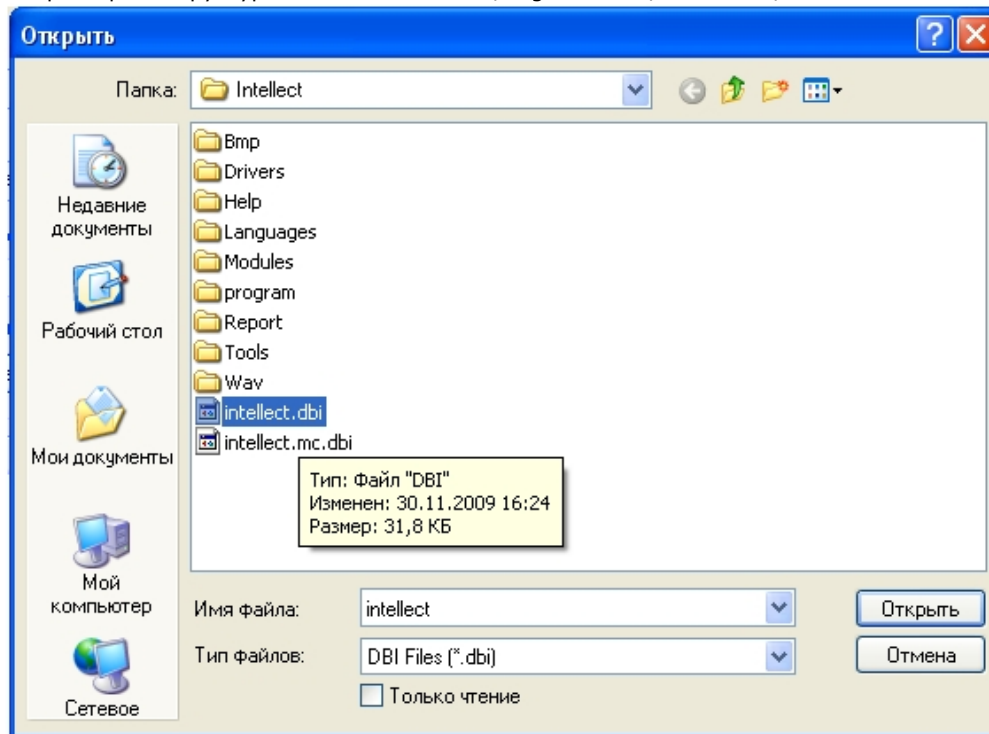 Открыть
Папка:
Intellect
Недавние
документы
Рабочий стол
Мои документы
Мой
компьютер
Сетевое
Bmp
Drivers
Help
Languages
Modules
program
Report
Tools
Wav
intellect.dbi
intellect.mc.dbi
Тип: Файл "DBI"
Изменен: 30.11.2009 16:24
Размер: 31,8 КБ
Имя файла:
intellect
Открыть
Тип файлов:
DBI Files (*.dbi)
Отмена
Только чтение